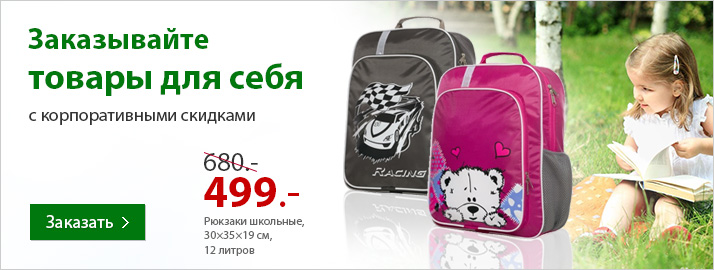 Заказывайте
товары для себя
с корпоративными скидками
680.-
499.-
Рюкзаки школьные,
30×35×19 см,
12 литров
Заказать >
RACING